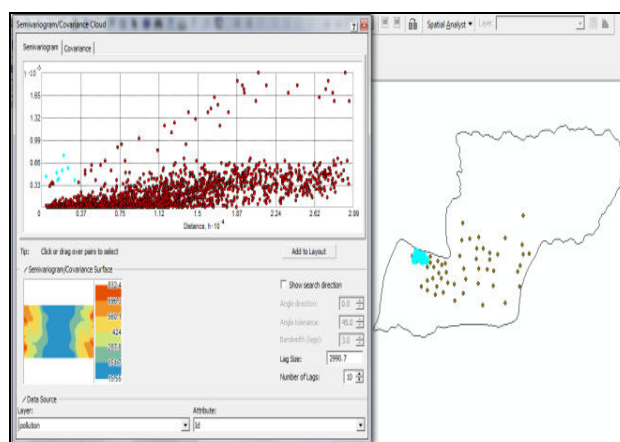 Semivariogram/Covariance Cloud
Spatial Analyst
Layer:
Semivariogram
Covariance
1.65
1.32
0.99
0.66
0.33
0
0.37
0.75
1.12
1.5
1.87
2.24
2.62
2.99
Distance, h·10
Tip:
Click or drag over pairs to select
Add to Layout
Semivariogram/Covariance Surface
Show search direction
Angle direction:
0.0
Angle tolerance:
45.0
Bandwidth (lags):
3.0
Lag Size:
2990.7
Number of Lags:
10
424
Data Source
Layer:
Attribute:
pollution
Id